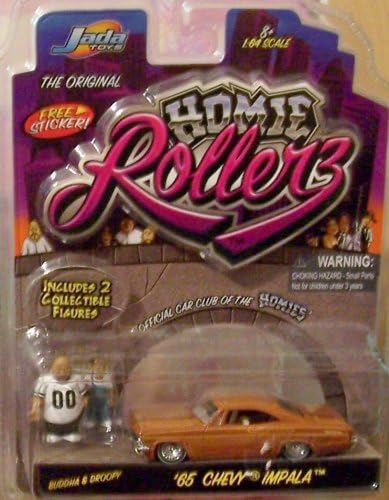 Jada
TOYS
8+
1:64 SCALE
THE ORIGINAL
FREE
STICKER!
HOMIE
Rollerz
TM
WARNING:
CHOKING HAZARD - Small Parts
Not for children under 3 years
INCLUDES 2
COLLECTIBLE
FIGURES
OFFICIAL CAR CLUB OF THE HOMIES
00
BUDDHA & DROOPY
'65 CHEVY® IMPALA™